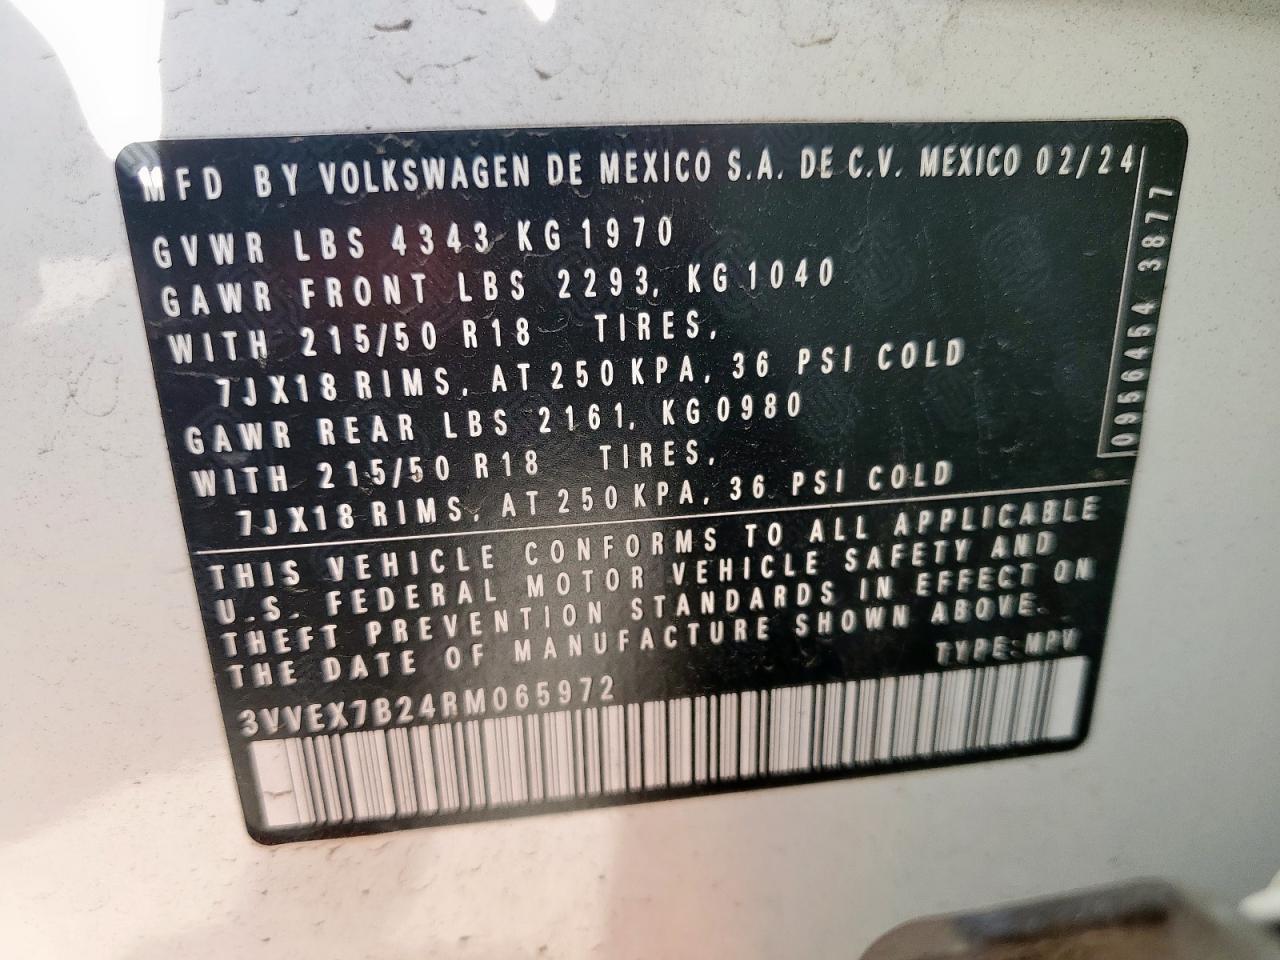 MFD BY VOLKSWAGEN DE MEXICO S.A. DE C.V. MEXICO 02/24
GVWR LBS 4343 KG 1970
GAWR FRONT LBS 2293, KG 1040
WITH 215/50 R18 TIRES,
7JX18 RIMS, AT 250 KPA, 36 PSI COLD
GAWR REAR LBS 2161, KG 0980
WITH 215/50 R18 TIRES,
7JX18 RIMS, AT 250 KPA, 36 PSI COLD
0956454 3877
THIS VEHICLE CONFORMS TO ALL APPLICABLE
U.S. FEDERAL MOTOR VEHICLE SAFETY AND
THEFT PREVENTION STANDARDS IN EFFECT ON
THE DATE OF MANUFACTURE SHOWN ABOVE.
TYPE: MPV
3VVEX7B24RM065972